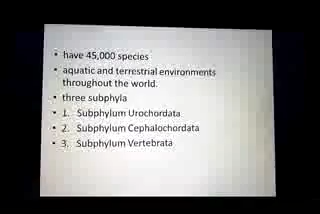 • have 45,000 species
• aquatic and terrestrial environments
throughout the world.
• three subphyla
• 1. Subphylum Urochordata
• 2. Subphylum Cephalochordata
• 3. Subphylum Vertebrata